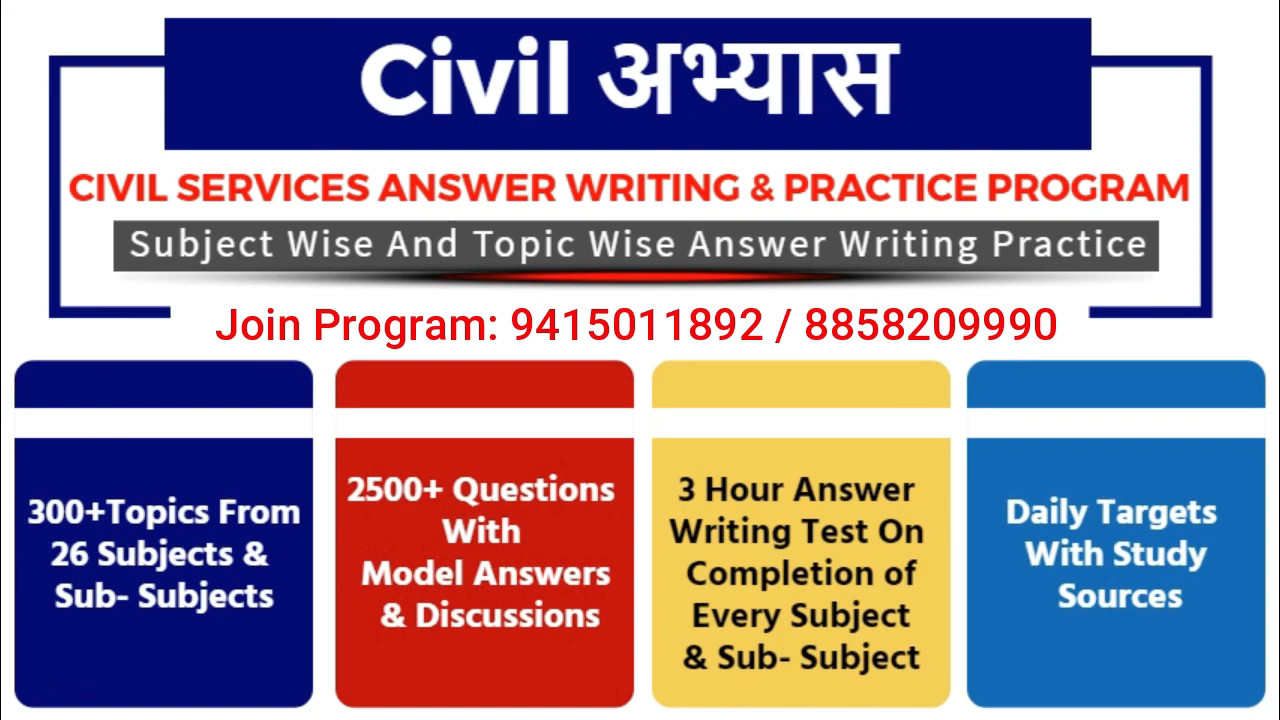 Civil अभ्यास
CIVIL SERVICES ANSWER WRITING & PRACTICE PROGRAM
Subject Wise And Topic Wise Answer Writing Practice
Join Program: 9415011892 / 8858209990
300+Topics From
26 Subjects &
Sub- Subjects
2500+ Questions
With
Model Answers
& Discussions
3 Hour Answer
Writing Test On
Completion of
Every Subject
& Sub- Subject
Daily Targets
With Study
Sources